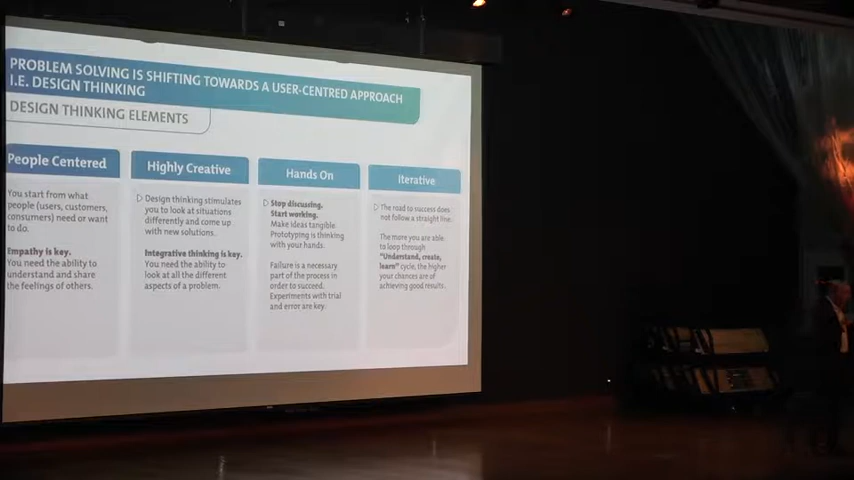 PROBLEM SOLVING IS SHIFTING TOWARDS A USER-CENTRED APPROACH
I.E. DESIGN THINKING
DESIGN THINKING ELEMENTS
People Centered
You start from what
people (users, customers,
consumers) need or want
to do.
Empathy is key.
You need the ability to
understand and share
the feelings of others.
Highly Creative
Design thinking stimulates
you to look at situations
differently and come up
with new solutions.
Integrative thinking is key.
You need the ability to
look at all the different
aspects of a problem.
Hands On
Stop discussing.
Start working.
Make ideas tangible.
Prototyping is thinking
with your hands.
Failure is a necessary
part of the process in
order to succeed.
Experiments with trial
and error are key.
Iterative
The road to success does
not follow a straight line.
The more you are able
to loop through
"Understand, create,
learn" cycle, the higher
your chances are of
achieving good results.